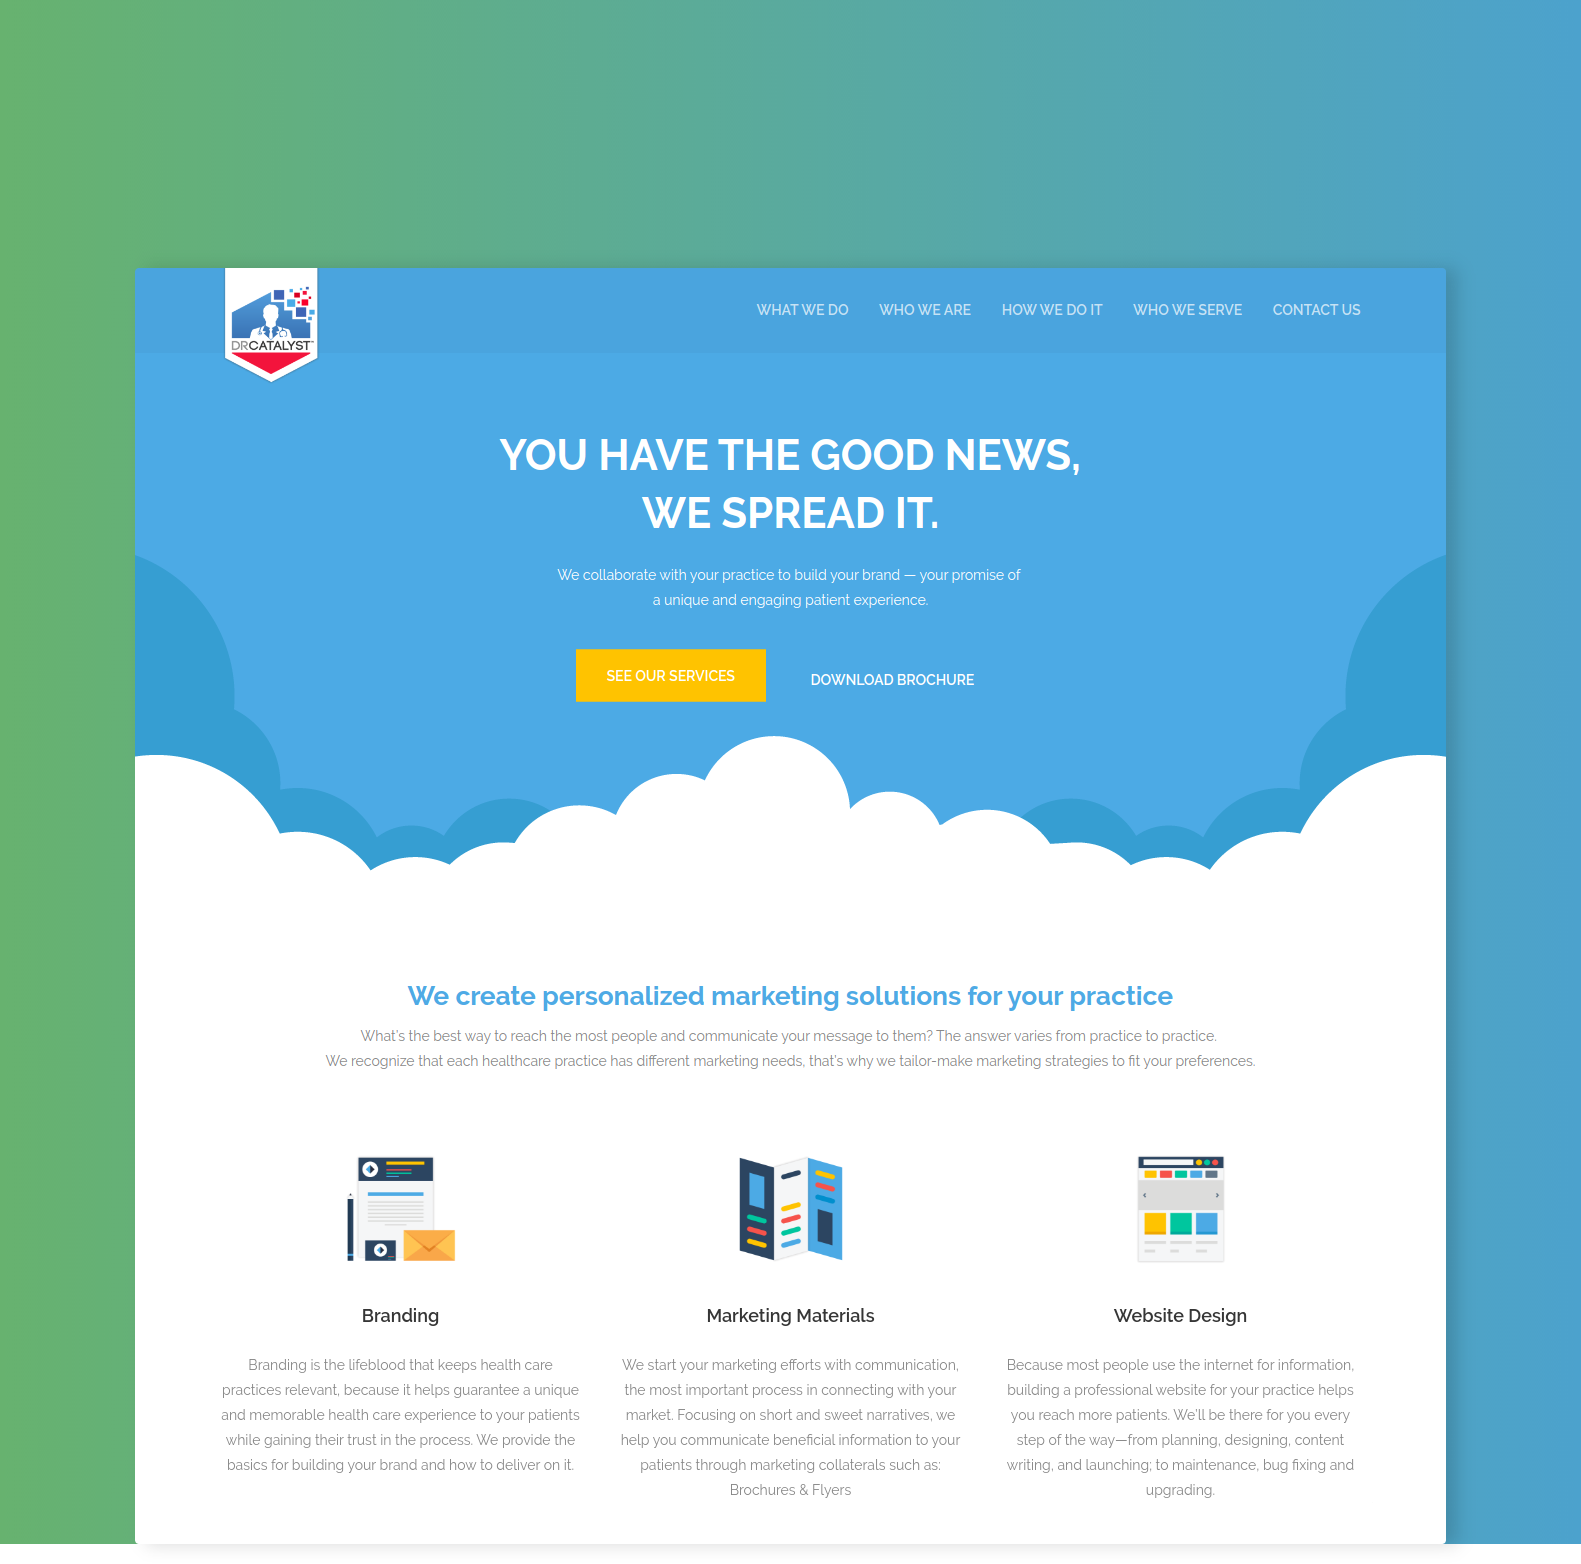 DRCATALYST™
WHAT WE DO
WHO WE ARE
HOW WE DO IT
WHO WE SERVE
CONTACT US
YOU HAVE THE GOOD NEWS,
WE SPREAD IT.
We collaborate with your practice to build your brand — your promise of
a unique and engaging patient experience.
SEE OUR SERVICES
DOWNLOAD BROCHURE
We create personalized marketing solutions for your practice
What's the best way to reach the most people and communicate your message to them? The answer varies from practice to practice.
We recognize that each healthcare practice has different marketing needs, that's why we tailor-make marketing strategies to fit your preferences.
Branding
Branding is the lifeblood that keeps health care
practices relevant, because it helps guarantee a unique
and memorable health care experience to your patients
while gaining their trust in the process. We provide the
basics for building your brand and how to deliver on it.
Marketing Materials
We start your marketing efforts with communication,
the most important process in connecting with your
market. Focusing on short and sweet narratives, we
help you communicate beneficial information to your
patients through marketing collaterals such as:
Brochures & Flyers
Website Design
Because most people use the internet for information,
building a professional website for your practice helps
you reach more patients. We'll be there for you every
step of the way—from planning, designing, content
writing, and launching; to maintenance, bug fixing and
upgrading.